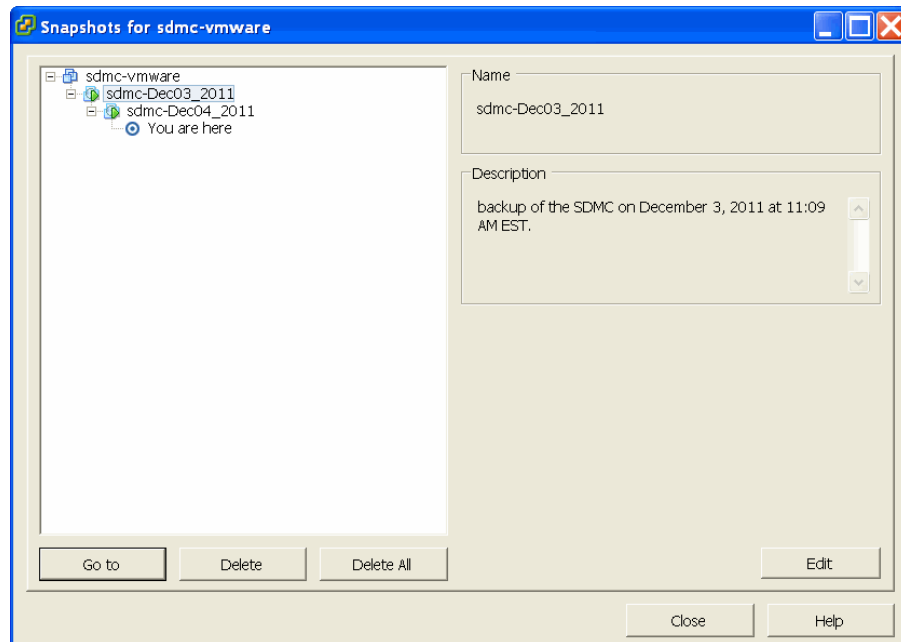 Snapshots for sdmc-vmware
sdmc-vmware
sdmc-Dec03_2011
sdmc-Dec04_2011
You are here
Name
sdmc-Dec03_2011
Description
backup of the SDMC on December 3, 2011 at 11:09
AM EST.
Go to
Delete
Delete All
Edit
Close
Help